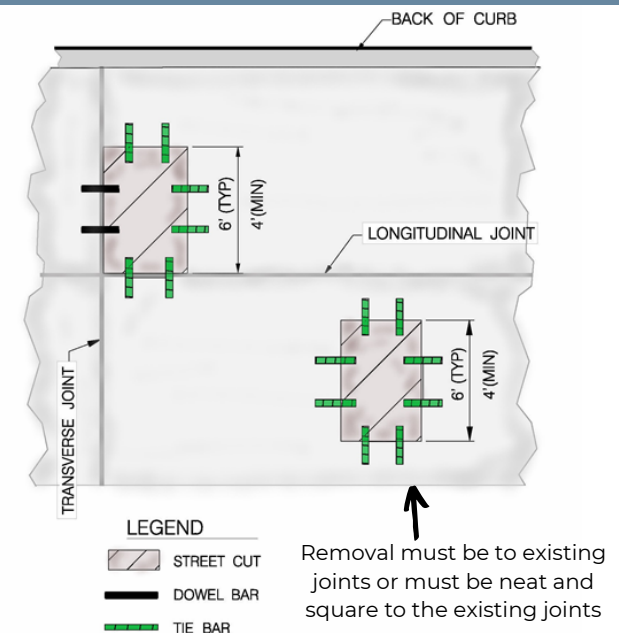 BACK OF CURB
6' (TYP)
4'(MIN)
LONGITUDINAL JOINT
TRANSVERSE JOINT
6' (TYP)
4'(MIN)
LEGEND
STREET CUT
DOWEL BAR
TIE BAR
Removal must be to existing
joints or must be neat and
square to the existing joints